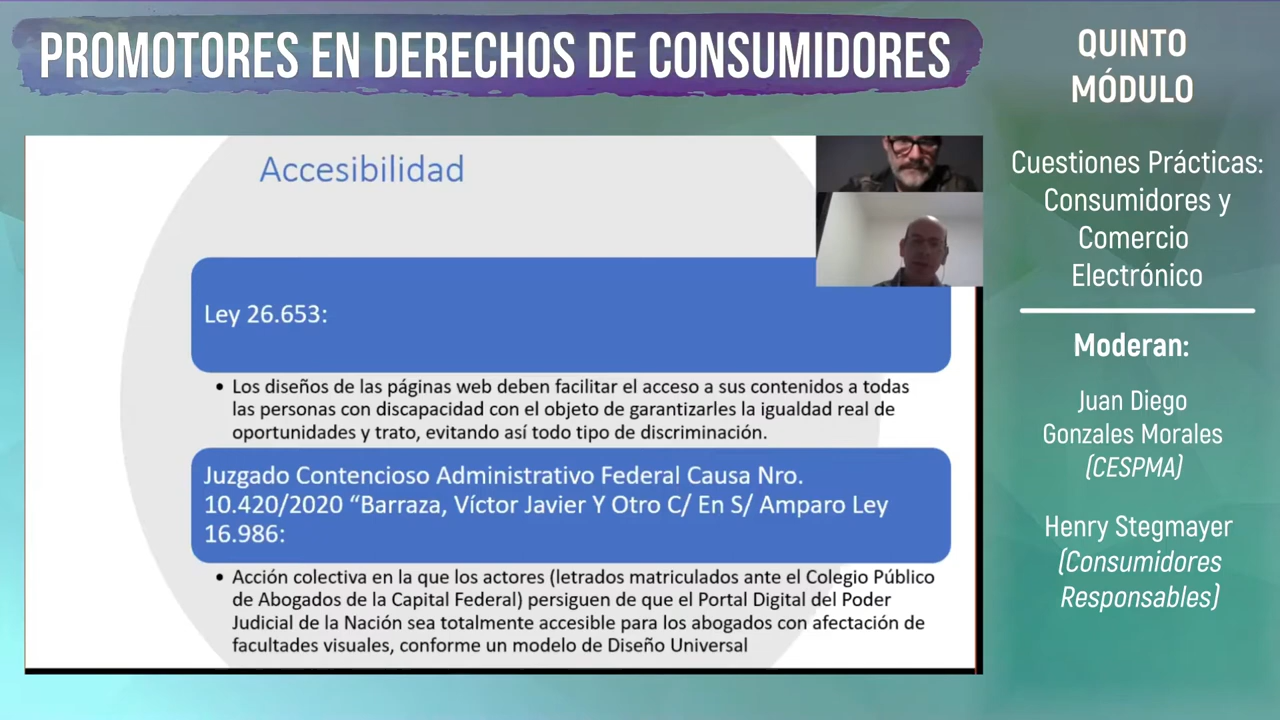 PROMOTORES EN DERECHOS DE CONSUMIDORES
QUINTO
MÓDULO
Cuestiones Prácticas:
Consumidores y
Comercio
Electrónico
Moderan:
Juan Diego
Gonzales Morales
(CESPMA)
Henry Stegmayer
(Consumidores
Responsables)
Accesibilidad
Ley 26.653:
• Los diseños de las páginas web deben facilitar el acceso a sus contenidos a todas
las personas con discapacidad con el objeto de garantizarles la igualdad real de
oportunidades y trato, evitando así todo tipo de discriminación.
Juzgado Contencioso Administrativo Federal Causa Nro.
10.420/2020 “Barraza, Víctor Javier Y Otro C/ En S/ Amparo Ley
16.986:
• Acción colectiva en la que los actores (letrados matriculados ante el Colegio Público
de Abogados de la Capital Federal) persiguen de que el Portal Digital del Poder
Judicial de la Nación sea totalmente accesible para los abogados con afectación de
facultades visuales, conforme un modelo de Diseño Universal